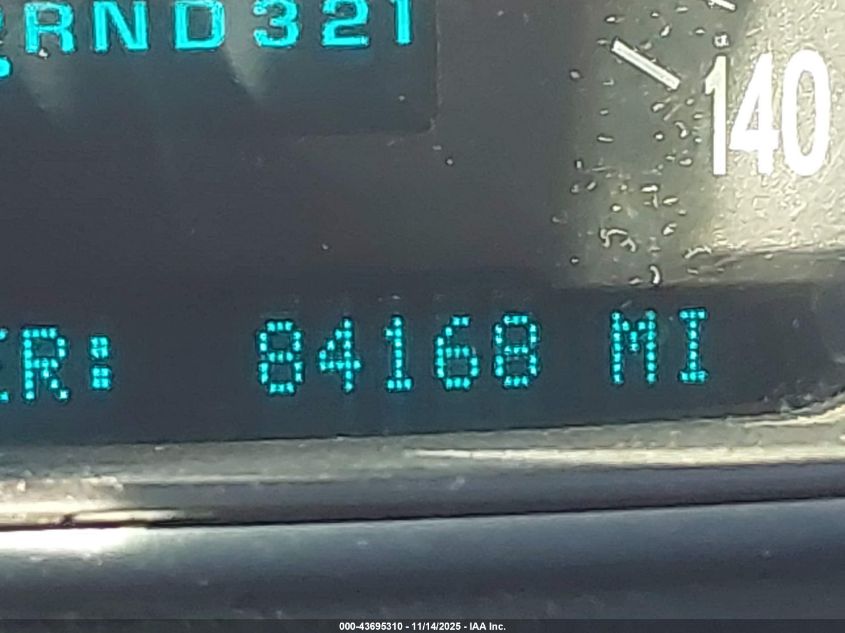 RND321
140
ER: 84168 MI
000-43695310 - 11/14/2025 - IAA Inc.